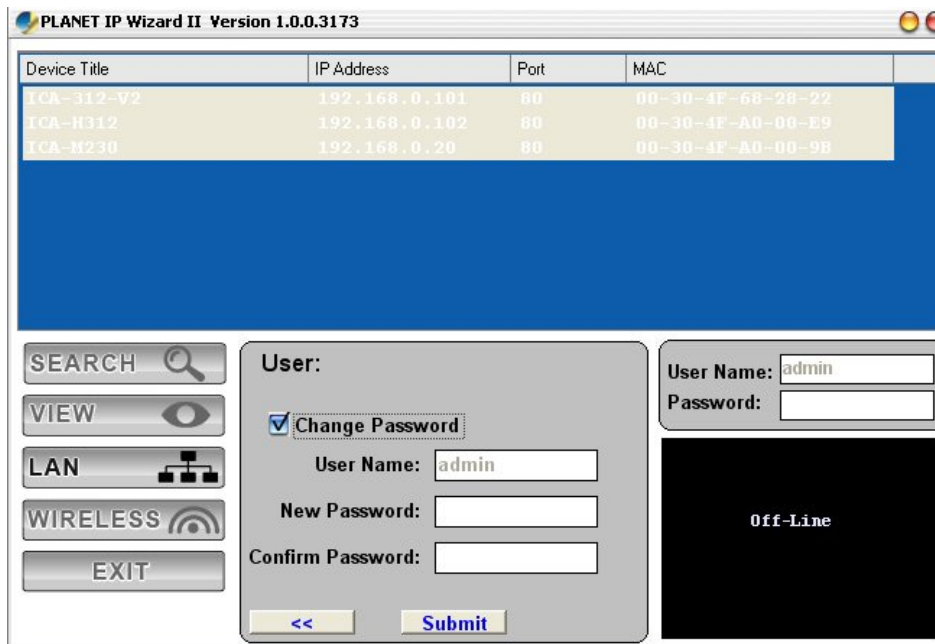 PLANET IP Wizard II Version 1.0.0.3173
Device Title IP Address Port MAC
ICA-312-V2 192.168.0.101 80 00-30-4F-68-28-22
ICA-H312 192.168.0.102 80 00-30-4F-A0-00-E9
ICA-M230 192.168.0.20 80 00-30-4F-A0-00-9B
SEARCH
VIEW
LAN
WIRELESS
EXIT
User:
Change Password
User Name: admin
New Password:
Confirm Password:
<< Submit
User Name: admin
Password:
Off-Line